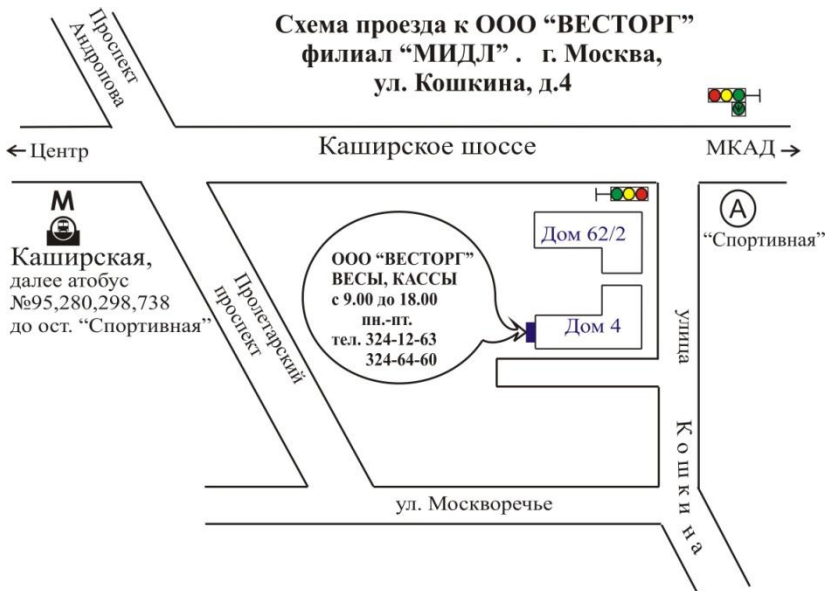 Схема проезда к ООО “ВЕСТОРГ”
филиал “МИДЛ” . г. Москва,
ул. Кошкина, д.4
Проспект
Андропова
←Центр
Каширское шоссе
МКАД→
М
Каширская,
далее атобус
№95,280,298,738
до ост. “Спортивная”
Пролетарский
проспект
ООО “ВЕСТОРГ”
ВЕСЫ, КАССЫ
с 9.00 до 18.00
пн.-пт.
тел. 324-12-63
324-64-60
Дом 62/2
Дом 4
А
“Спортивная”
улица
Кошкина
ул. Москворечье